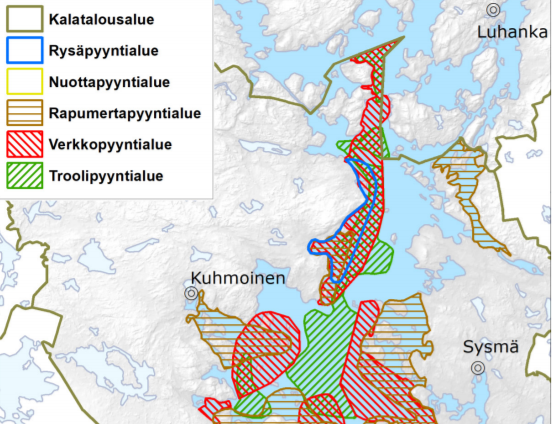 Kalatalousalue
Rysäpyyntialue
Nuottapyyntialue
Rapumertapyyntialue
Verkkopyyntialue
Troolipyyntialue
Luhanka
Kuhmoinen
Sysmä